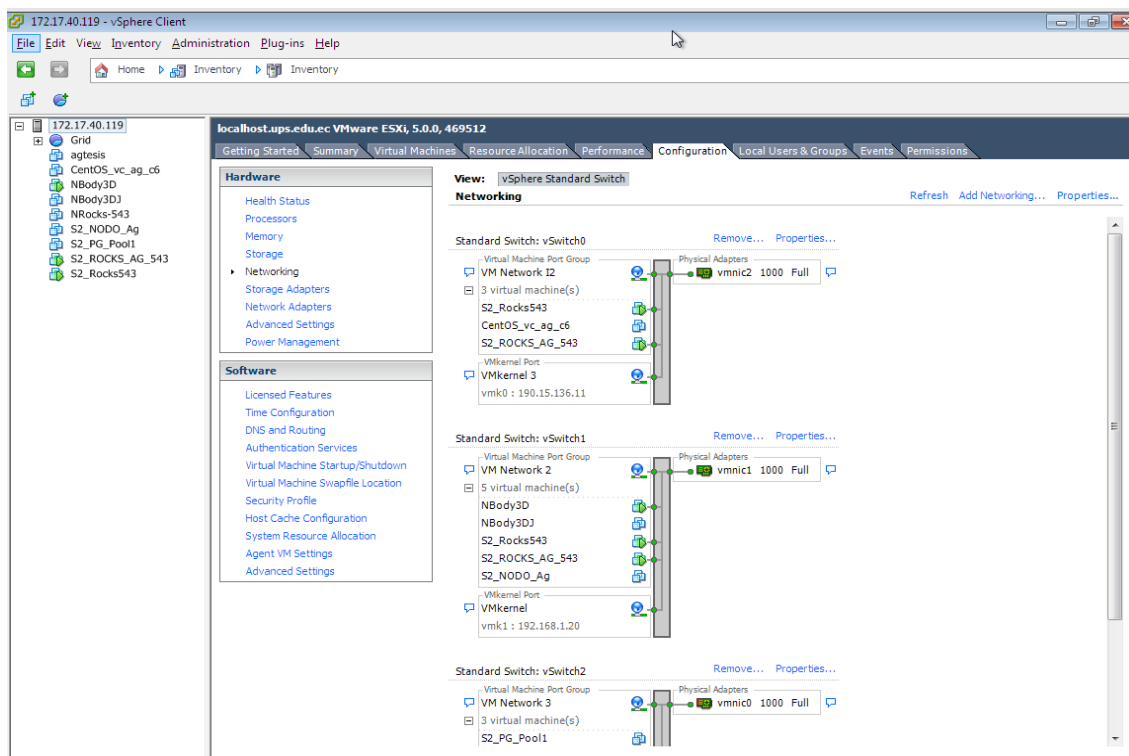 172.17.40.119 - vSphere Client
File Edit View Inventory Administration Plug-ins Help
Home Inventory Inventory
172.17.40.119
Grid
agtesis
CentOS_vc_ag_c6
NBody3D
NBody3DJ
NRocks-543
S2_NODO_Ag
S2_PG_Pool1
S2_ROCKS_AG_543
S2_Rocks543
localhost.ups.edu.ec VMware ESXi, 5.0.0, 469512
Getting Started Summary Virtual Machines Resource Allocation Performance Configuration Local Users & Groups Events Permissions
Hardware
Health Status
Processors
Memory
Storage
Networking
Storage Adapters
Network Adapters
Advanced Settings
Power Management
Software
Licensed Features
Time Configuration
DNS and Routing
Authentication Services
Virtual Machine Startup/Shutdown
Virtual Machine Swapfile Location
Security Profile
Host Cache Configuration
System Resource Allocation
Agent VM Settings
Advanced Settings
View: vSphere Standard Switch
Networking
Refresh Add Networking... Properties...
Standard Switch: vSwitch0 Remove... Properties...
Virtual Machine Port Group Physical Adapters
VM Network I2 vmnic2 1000 Full
3 virtual machine(s)
S2_Rocks543
CentOS_vc_ag_c6
S2_ROCKS_AG_543
VMkernel Port
VMkernel 3
vmk0 : 190.15.136.11
Standard Switch: vSwitch1 Remove... Properties...
Virtual Machine Port Group Physical Adapters
VM Network 2 vmnic1 1000 Full
5 virtual machine(s)
NBody3D
NBody3DJ
S2_Rocks543
S2_ROCKS_AG_543
S2_NODO_Ag
VMkernel Port
VMkernel
vmk1 : 192.168.1.20
Standard Switch: vSwitch2 Remove... Properties...
Virtual Machine Port Group Physical Adapters
VM Network 3 vmnic0 1000 Full
3 virtual machine(s)
S2_PG_Pool1